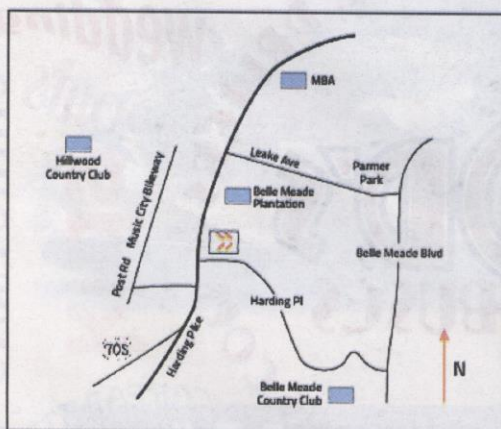 MBA
Hillwood
Country Club
Music City Bikeway
Post Rd
Leake Ave
Parmer
Park
Belle Meade
Plantation
Belle Meade Blvd
Harding Pl
70S
Harding Pike
Belle Meade
Country Club
N